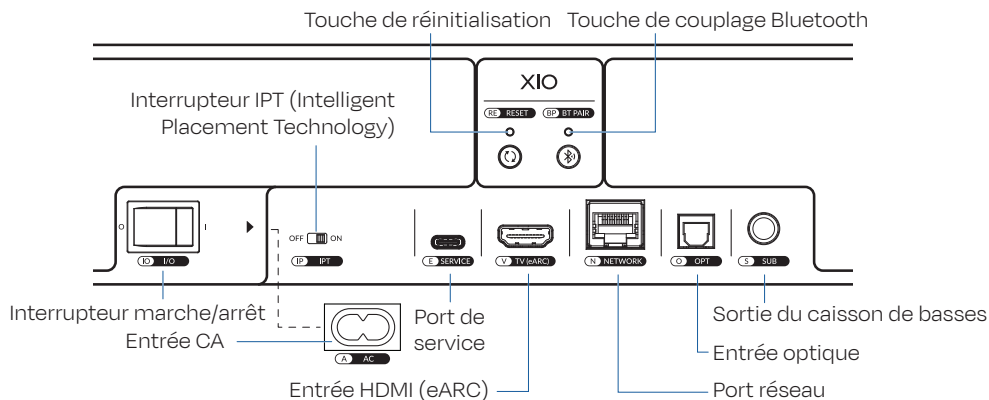 Touche de réinitialisation
Touche de couplage Bluetooth
XIO
RE RESET
BP BT PAIR
Interrupteur IPT (Intelligent
Placement Technology)
O
I
IO I/O
OFF ON
IP IPT
E SERVICE
V TV (eARC)
N NETWORK
O OPT
S SUB
Interrupteur marche/arrêt
Entrée CA
A AC
Port de
service
Entrée HDMI (eARC)
Sortie du caisson de basses
Entrée optique
Port réseau